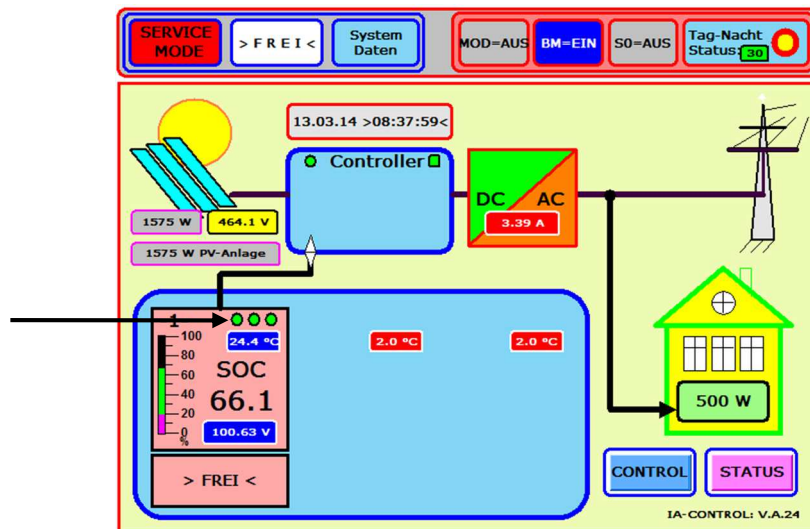 SERVICE
MODE
> F R E I <
System
Daten
MOD=AUS
BM=EIN
S0=AUS
Tag-Nacht
Status:
30
13.03.14 >08:37:59<
Controller
DC
AC
3.39 A
1575 W
464.1 V
1575 W PV-Anlage
1
24.4 ºC
2.0 ºC
2.0 ºC
100
80
60
40
20
0
%
SOC
66.1
100.63 V
> FREI <
500 W
CONTROL
STATUS
IA-CONTROL: V.A.24